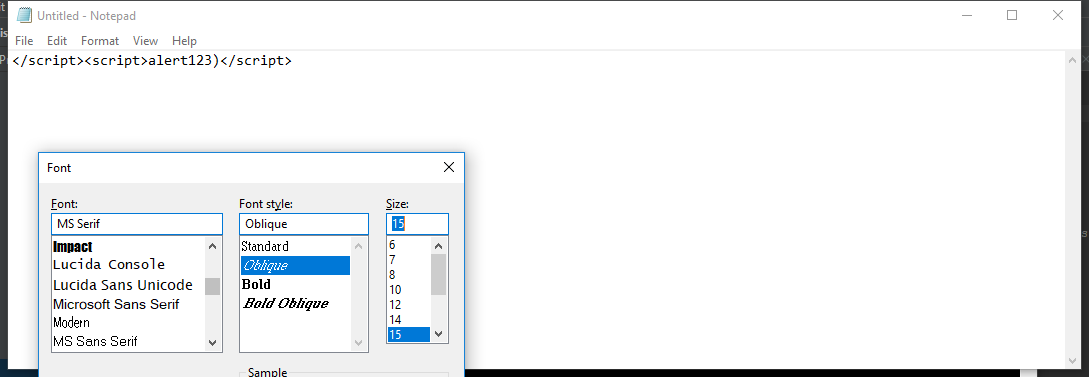 Untitled - Notepad
File Edit Format View Help
</script><script>alert123)</script>
Font
Font: Font style: Size:
MS Serif Oblique 15
Impact
Lucida Console
Lucida Sans Unicode
Microsoft Sans Serif
Modern
MS Sans Serif
Standard
Oblique
Bold
Bold Oblique
6
7
8
10
12
14
15
Sample